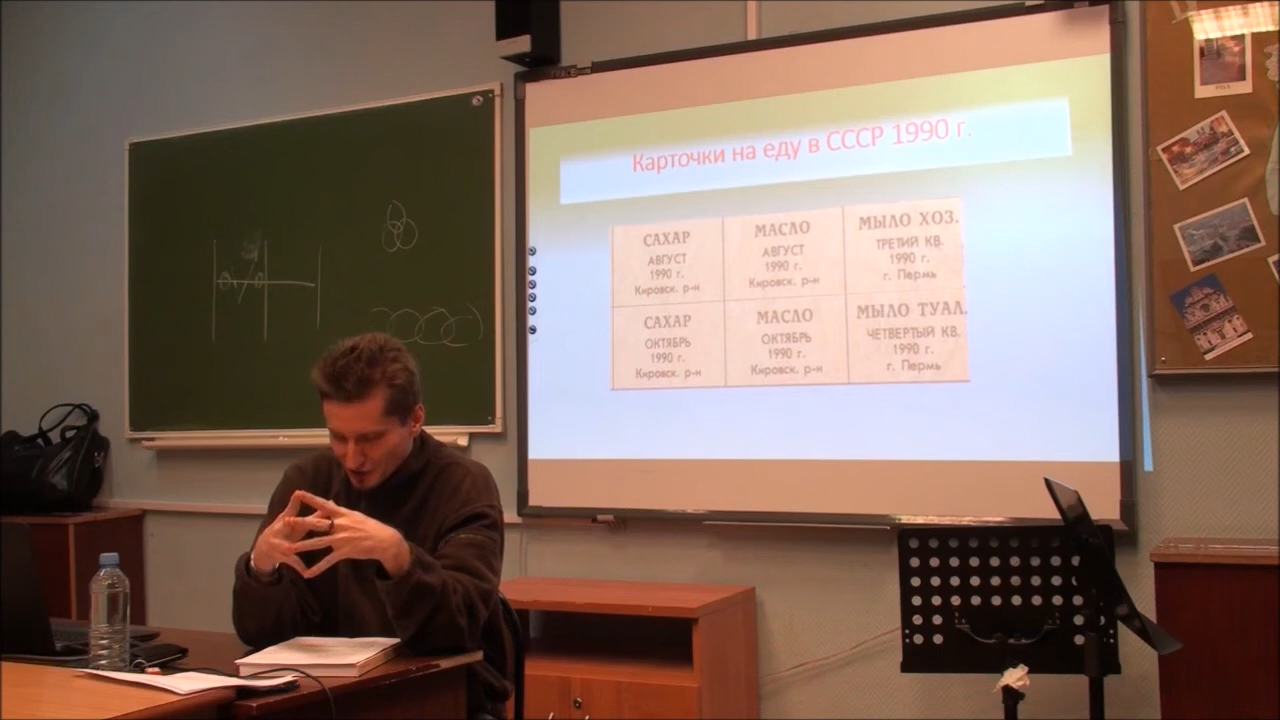 Карточки на еду в СССР 1990 г.
САХАР
АВГУСТ
1990 г.
Кировск. р-н
МАСЛО
АВГУСТ
1990 г.
Кировск. р-н
МЫЛО ХОЗ.
ТРЕТИЙ КВ.
1990 г.
г. Пермь
САХАР
ОКТЯБРЬ
1990 г.
Кировск. р-н
МАСЛО
ОКТЯБРЬ
1990 г.
Кировск. р-н
МЫЛО ТУАЛ.
ЧЕТВЕРТЫЙ КВ.
1990 г.
г. Пермь
PISA